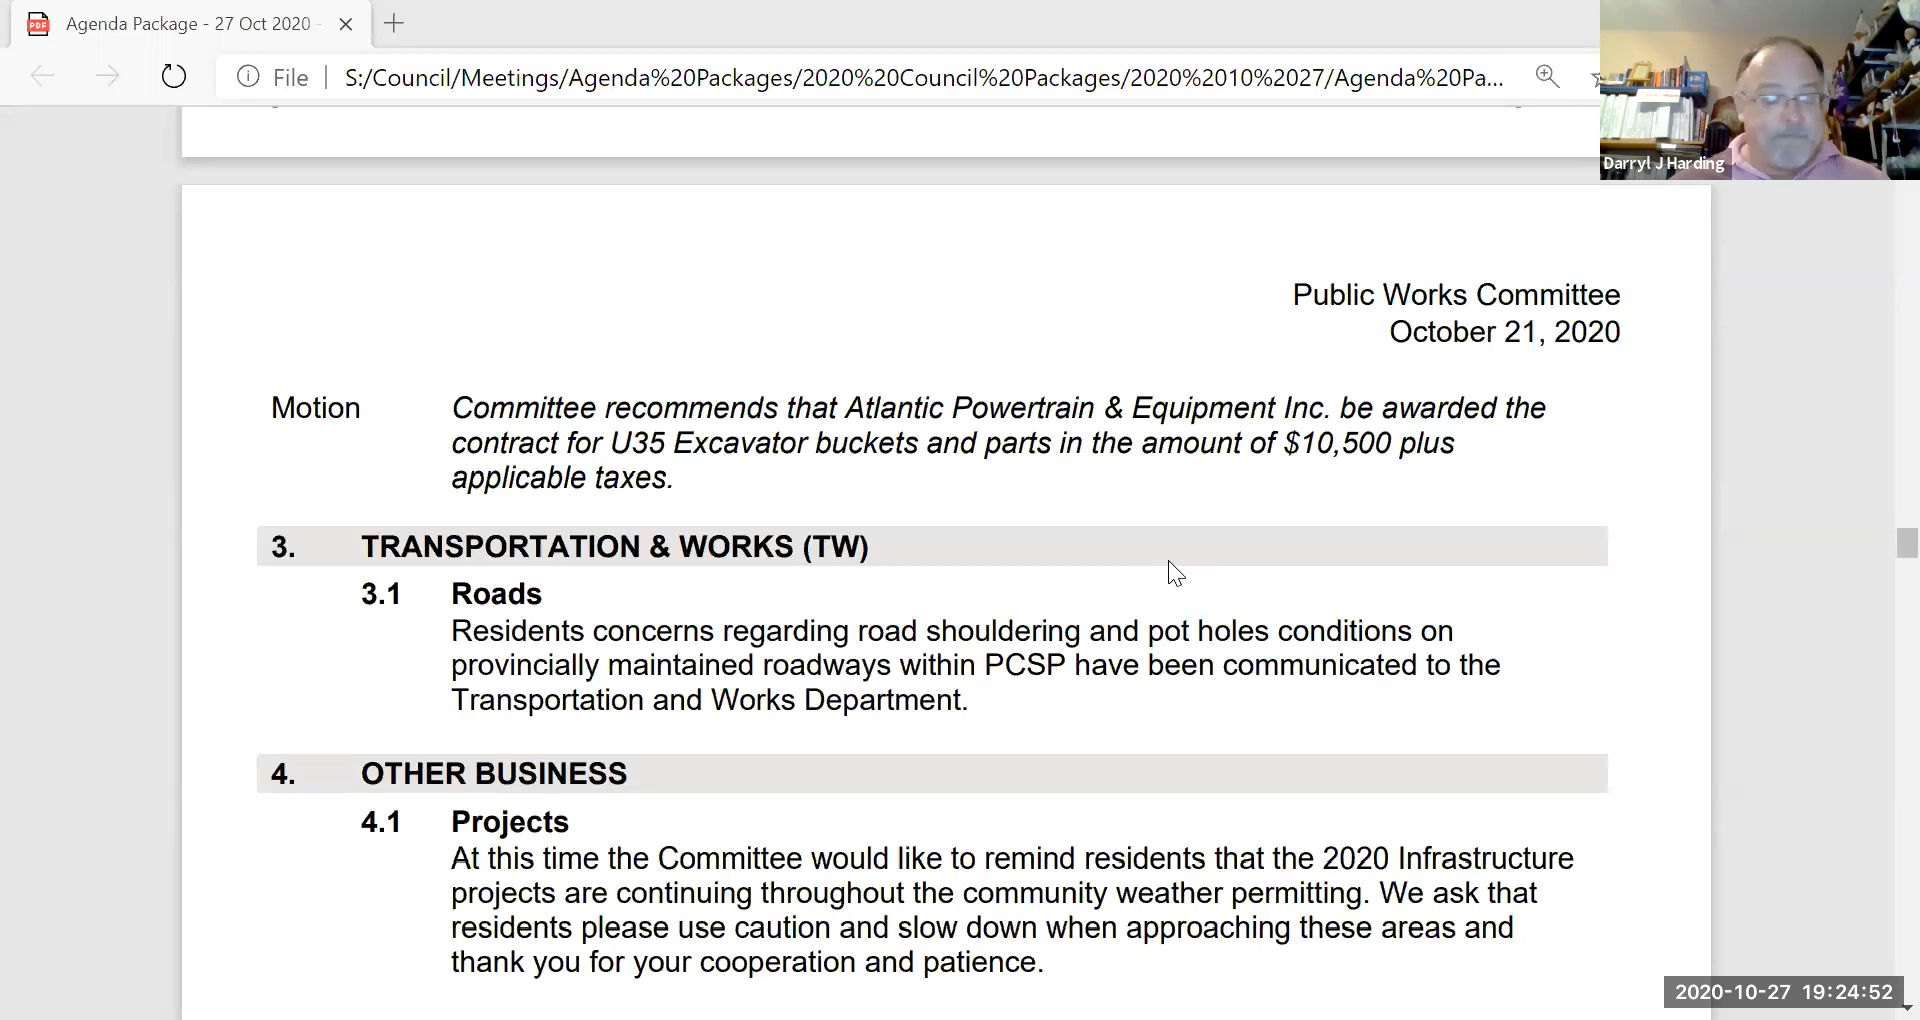 Agenda Package - 27 Oct 2020 -
File
S:/Council/Meetings/Agenda%20Packages/2020%20Council%20Packages/2020%2010%2027/Agenda%20Pa...
Darryl J Harding
Public Works Committee
October 21, 2020
Motion
Committee recommends that Atlantic Powertrain & Equipment Inc. be awarded the
contract for U35 Excavator buckets and parts in the amount of $10,500 plus
applicable taxes.
3. TRANSPORTATION & WORKS (TW)
3.1 Roads
Residents concerns regarding road shouldering and pot holes conditions on
provincially maintained roadways within PCSP have been communicated to the
Transportation and Works Department.
4. OTHER BUSINESS
4.1 Projects
At this time the Committee would like to remind residents that the 2020 Infrastructure
projects are continuing throughout the community weather permitting. We ask that
residents please use caution and slow down when approaching these areas and
thank you for your cooperation and patience.
2020-10-27 19:24:52